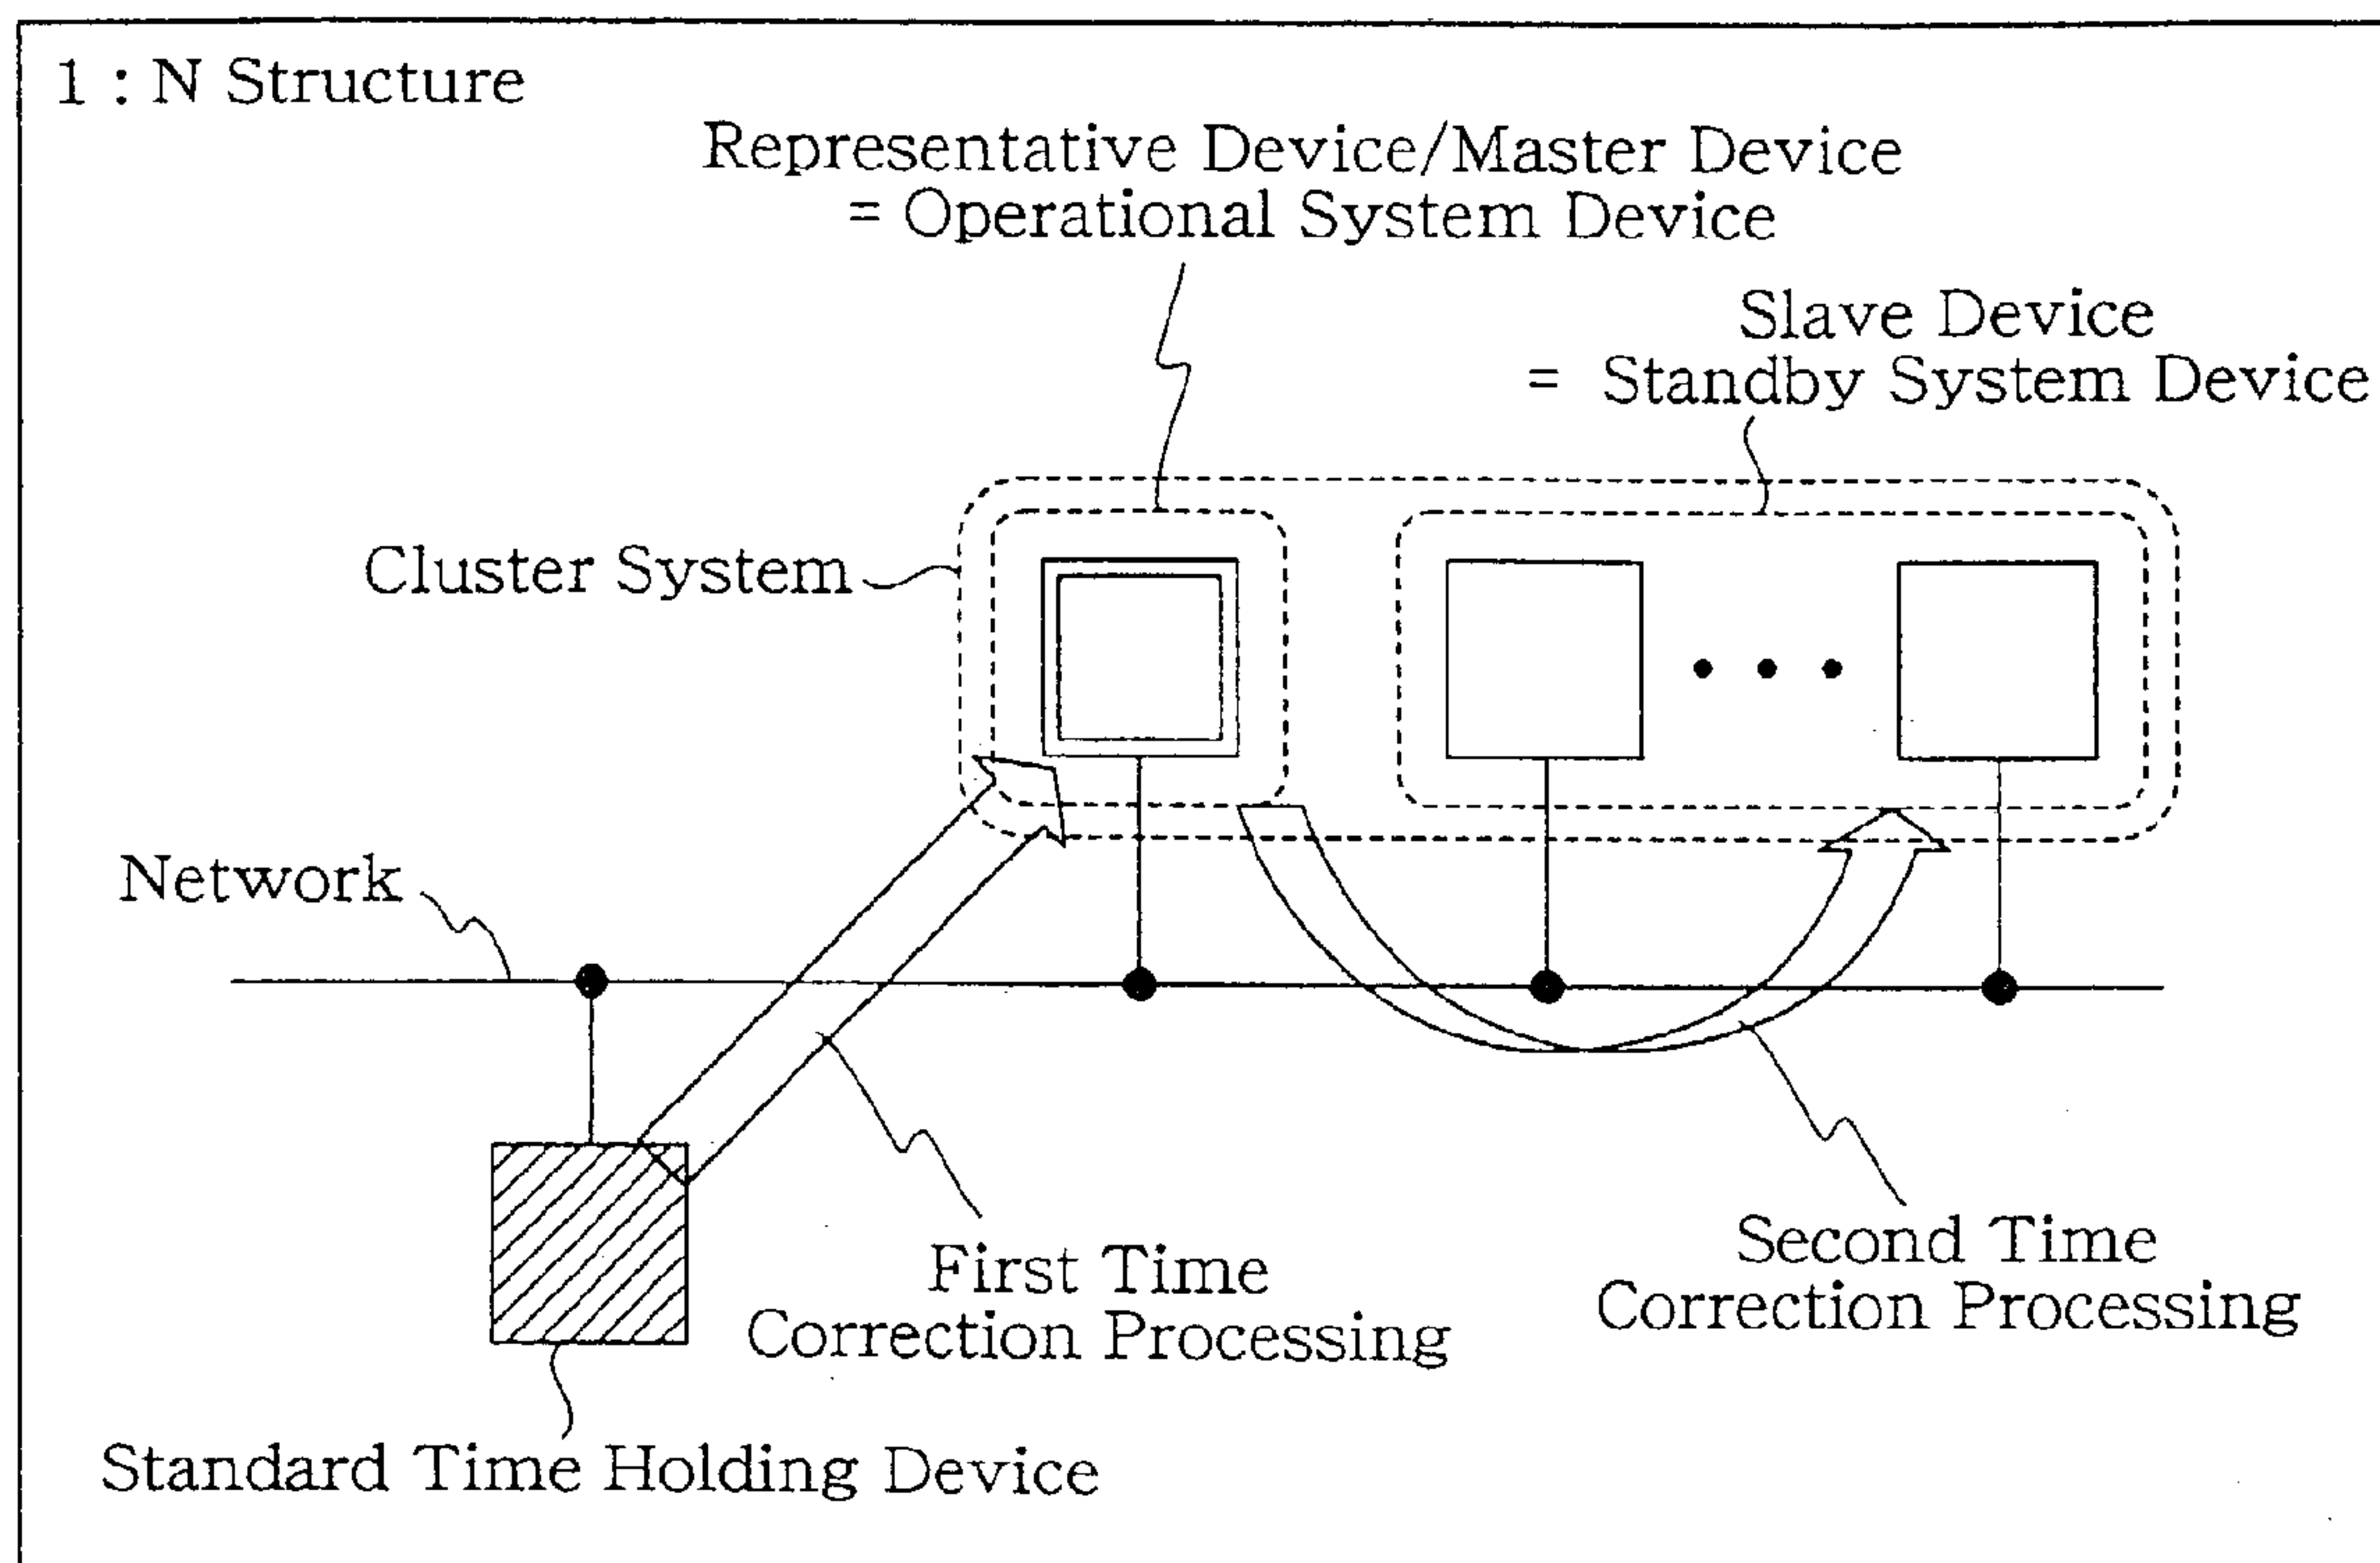 1 : N Structure
Representative Device/Master Device
= Operational System Device
Slave Device
= Standby System Device
Cluster System
Network
First Time
Correction Processing
Second Time
Correction Processing
Standard Time Holding Device